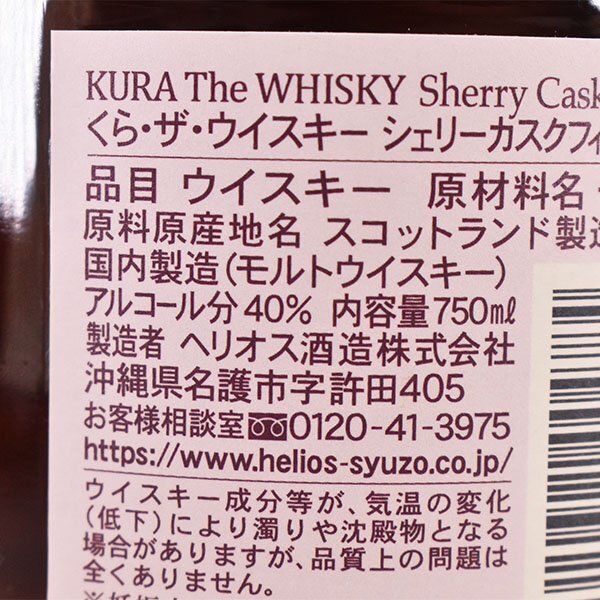 KURA The WHISKY Sherry Cask
くら・ザ・ウイスキー シェリーカスクフィ
品目 ウイスキー 原材料名
原料原産地名 スコットランド製造
国内製造（モルトウイスキー）
アルコール分40% 内容量750㎖
製造者 ヘリオス酒造株式会社
沖縄県名護市字許田405
お客様相談室 0120-41-3975
https://www.helios-syuzo.co.jp/
ウイスキー成分等が、気温の変化
（低下）により濁りや沈殿物となる
場合がありますが、品質上の問題は
全くありません。